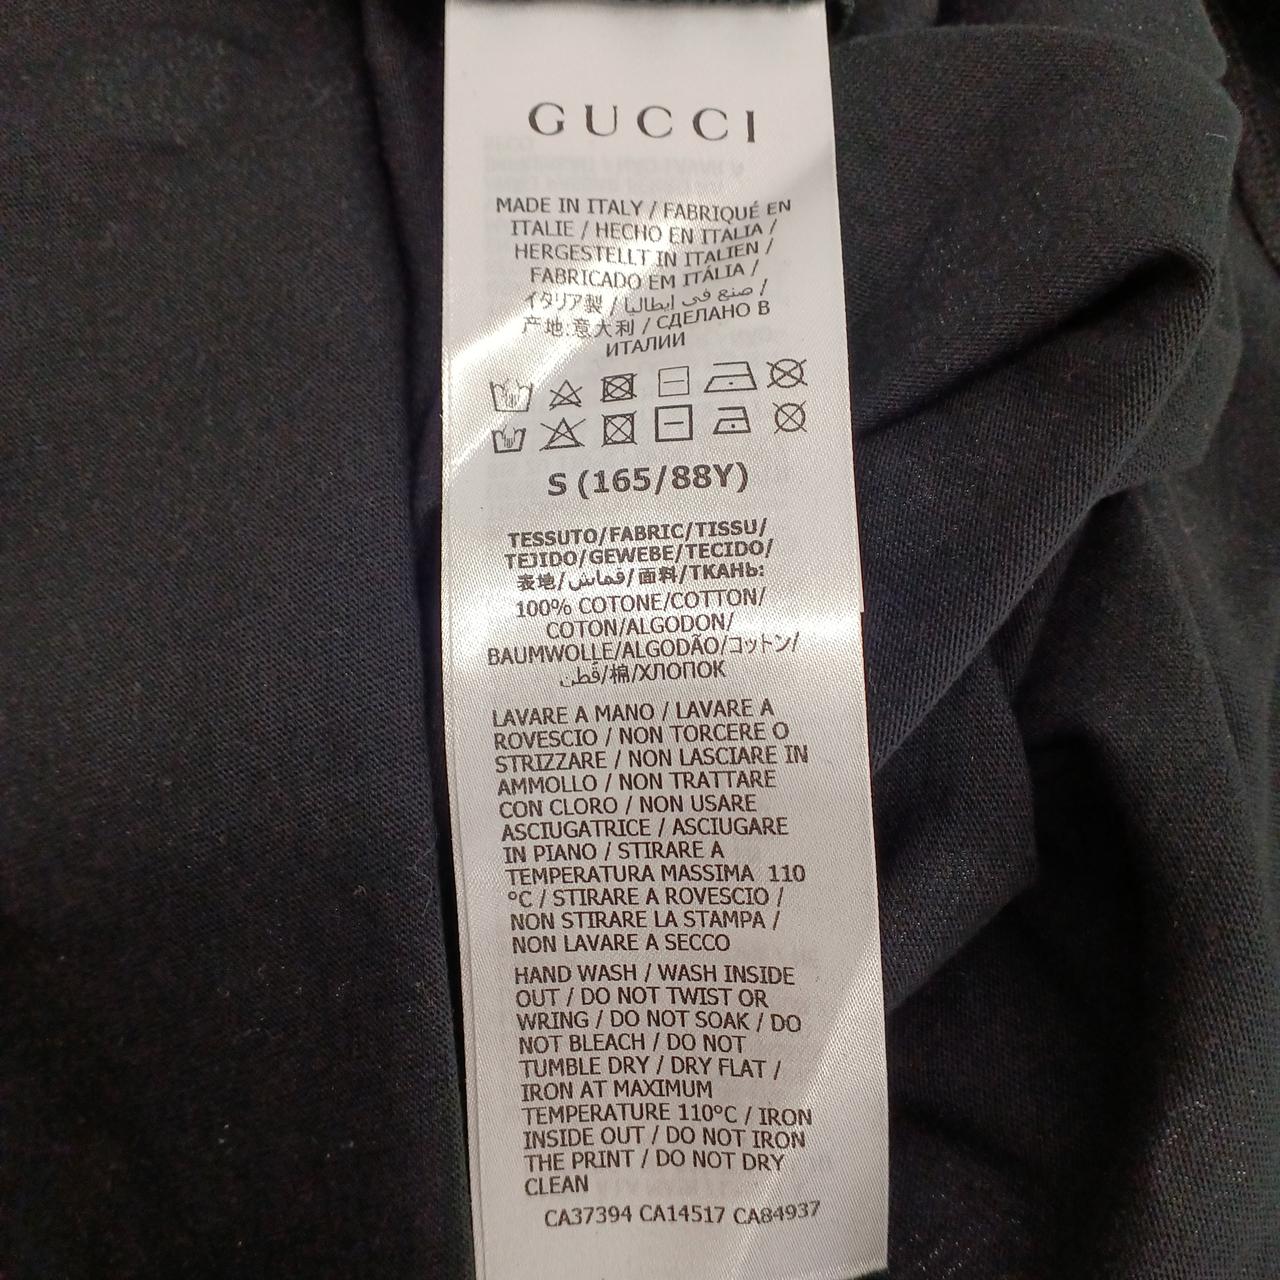 GUCCI
MADE IN ITALY / FABRIQUÉ EN
ITALIE / HECHO EN ITALIA /
HERGESTELLT IN ITALIEN /
FABRICADO EM ITÁLIA /
イタリア製 / صنع في إيطاليا /
产地:意大利 / СДЕЛАНО В
ИТАЛИИ
S (165/88Y)
TESSUTO/FABRIC/TISSU/
TEJIDO/GEWEBE/TECIDO/
表地/قماش/面料/ТКАНЬ:
100% COTONE/COTTON/
COTON/ALGODON/
BAUMWOLLE/ALGODÃO/コットン/
قطن/棉/ХЛОПОК
LAVARE A MANO / LAVARE A
ROVESCIO / NON TORCERE O
STRIZZARE / NON LASCIARE IN
AMMOLLO / NON TRATTARE
CON CLORO / NON USARE
ASCIUGATRICE / ASCIUGARE
IN PIANO / STIRARE A
TEMPERATURA MASSIMA 110
°C / STIRARE A ROVESCIO /
NON STIRARE LA STAMPA /
NON LAVARE A SECCO
HAND WASH / WASH INSIDE
OUT / DO NOT TWIST OR
WRING / DO NOT SOAK / DO
NOT BLEACH / DO NOT
TUMBLE DRY / DRY FLAT /
IRON AT MAXIMUM
TEMPERATURE 110°C / IRON
INSIDE OUT / DO NOT IRON
THE PRINT / DO NOT DRY
CLEAN
CA37394 CA14517 CA84937